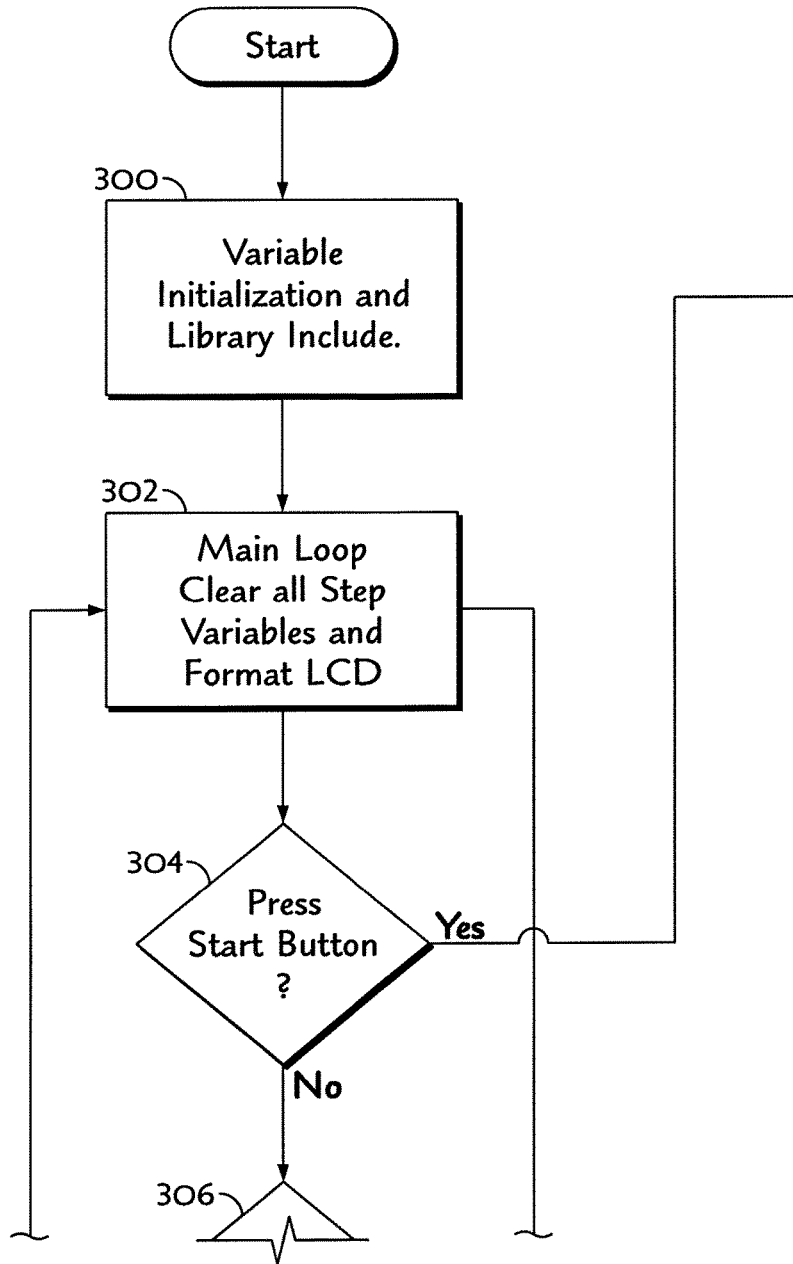 Start
300
Variable
Initialization and
Library Include.
302
Main Loop
Clear all Step
Variables and
Format LCD
304
Press
Start Button
?
Yes
No
306